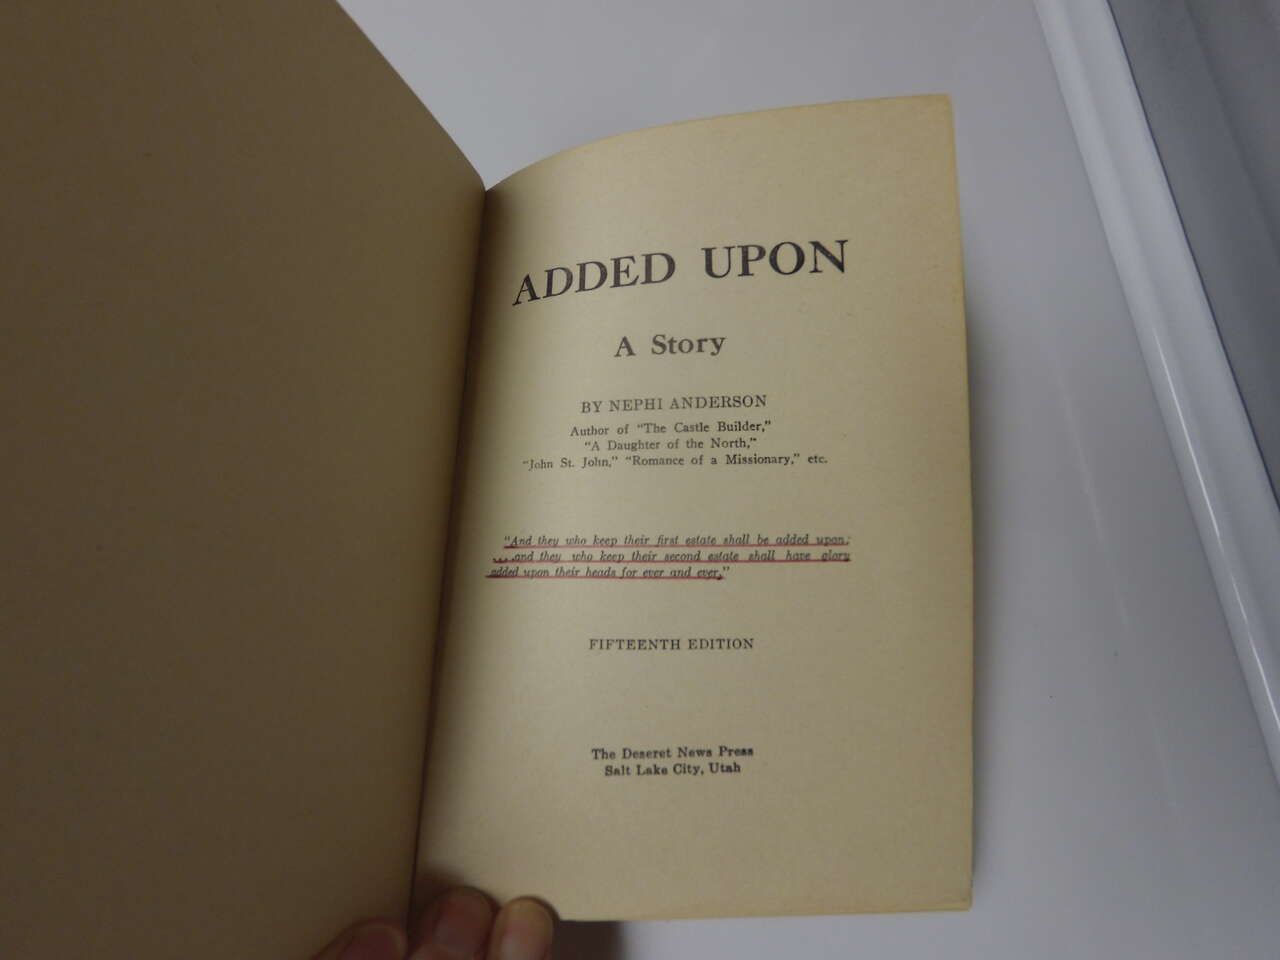 ADDED UPON
A Story
BY NEPHI ANDERSON
Author of "The Castle Builder,"
"A Daughter of the North,"
"John St. John," "Romance of a Missionary," etc.
"And they who keep their first estate shall be added upon;
....and they who keep their second estate shall have glory
added upon their heads for ever and ever."
FIFTEENTH EDITION
The Deseret News Press
Salt Lake City, Utah